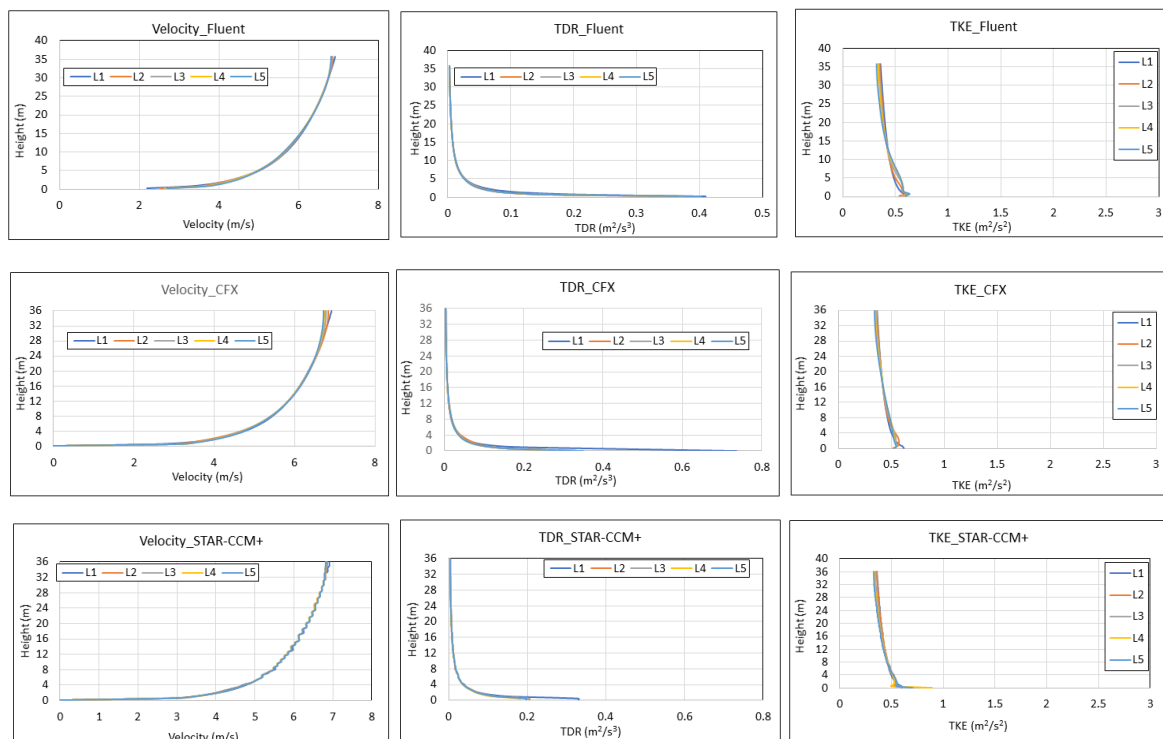 Velocity_Fluent
40
35
30
25
20
15
10
5
0
Height (m)
L1 L2 L3 L4 L5
0 2 4 6 8
Velocity (m/s)
TDR_Fluent
40
35
30
25
20
15
10
5
0
Height (m)
L1 L2 L3 L4 L5
0 0.1 0.2 0.3 0.4 0.5
TDR (m²/s³)
TKE_Fluent
40
35
30
25
20
15
10
5
0
Height (m)
L1
L2
L3
L4
L5
0 0.5 1 1.5 2 2.5 3
TKE (m²/s²)
Velocity_CFX
36
32
28
24
20
16
12
8
4
0
Height (m)
L1 L2 L3 L4 L5
0 2 4 6 8
Velocity (m/s)
TDR_CFX
36
32
28
24
20
16
12
8
4
0
Height (m)
L1 L2 L3 L4 L5
0 0.2 0.4 0.6 0.8
TDR (m²/s³)
TKE_CFX
36
32
28
24
20
16
12
8
4
0
Height (m)
L1
L2
L3
L4
L5
0 0.5 1 1.5 2 2.5 3
TKE (m²/s²)
Velocity_STAR-CCM+
36
32
28
24
20
16
12
8
4
0
Height (m)
L1 L2 L3 L4 L5
0 1 2 3 4 5 6 7 8
Velocity (m/s)
TDR_STAR-CCM+
36
32
28
24
20
16
12
8
4
0
Height (m)
L1 L2 L3 L4 L5
0 0.2 0.4 0.6 0.8
TDR (m²/s³)
TKE_STAR-CCM+
40
36
32
28
24
20
16
12
8
4
0
Height (m)
L1
L2
L3
L4
L5
0 0.5 1 1.5 2 2.5 3
TKE (m²/s²)